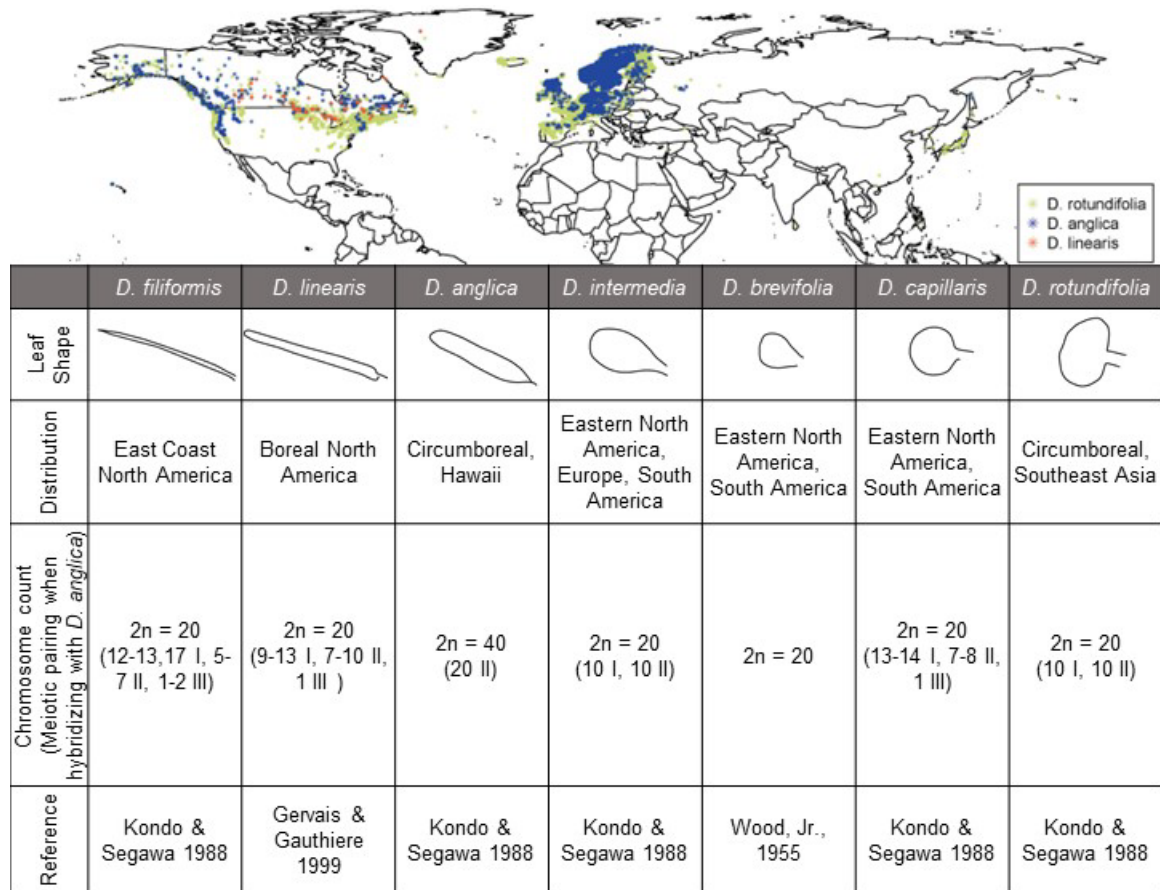 D. rotundifolia
D. anglica
D. linearis
D. filiformis
D. linearis
D. anglica
D. intermedia
D. brevifolia
D. capillaris
D. rotundifolia
Leaf
Shape
Distribution
East Coast
North America
Boreal North
America
Circumboreal,
Hawaii
Eastern North
America,
Europe, South
America
Eastern North
America,
South America
Eastern North
America,
South America
Circumboreal,
Southeast Asia
Chromosome count
(Meiotic pairing when
hybridizing with D. anglica)
2n = 20
(12-13,17 I, 5-
7 II, 1-2 III)
2n = 20
(9-13 I, 7-10 II,
1 III )
2n = 40
(20 II)
2n = 20
(10 I, 10 II)
2n = 20
2n = 20
(13-14 I, 7-8 II,
1 III)
2n = 20
(10 I, 10 II)
Reference
Kondo &
Segawa 1988
Gervais &
Gauthiere
1999
Kondo &
Segawa 1988
Kondo &
Segawa 1988
Wood, Jr.,
1955
Kondo &
Segawa 1988
Kondo &
Segawa 1988